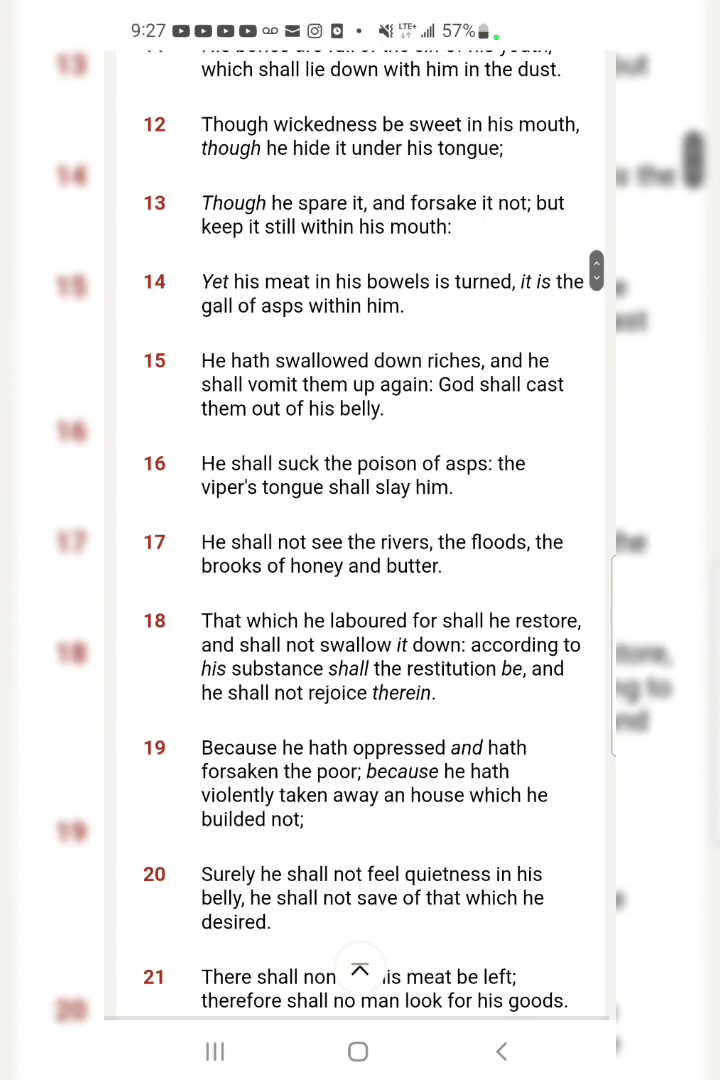 9:27 LTE+ 57%
which shall lie down with him in the dust.
12 Though wickedness be sweet in his mouth,
though he hide it under his tongue;
13 Though he spare it, and forsake it not; but
keep it still within his mouth:
14 Yet his meat in his bowels is turned, it is the
gall of asps within him.
15 He hath swallowed down riches, and he
shall vomit them up again: God shall cast
them out of his belly.
16 He shall suck the poison of asps: the
viper's tongue shall slay him.
17 He shall not see the rivers, the floods, the
brooks of honey and butter.
18 That which he laboured for shall he restore,
and shall not swallow it down: according to
his substance shall the restitution be, and
he shall not rejoice therein.
19 Because he hath oppressed and hath
forsaken the poor; because he hath
violently taken away an house which he
builded not;
20 Surely he shall not feel quietness in his
belly, he shall not save of that which he
desired.
21 There shall meat be left;
therefore shall no man look for his goods.